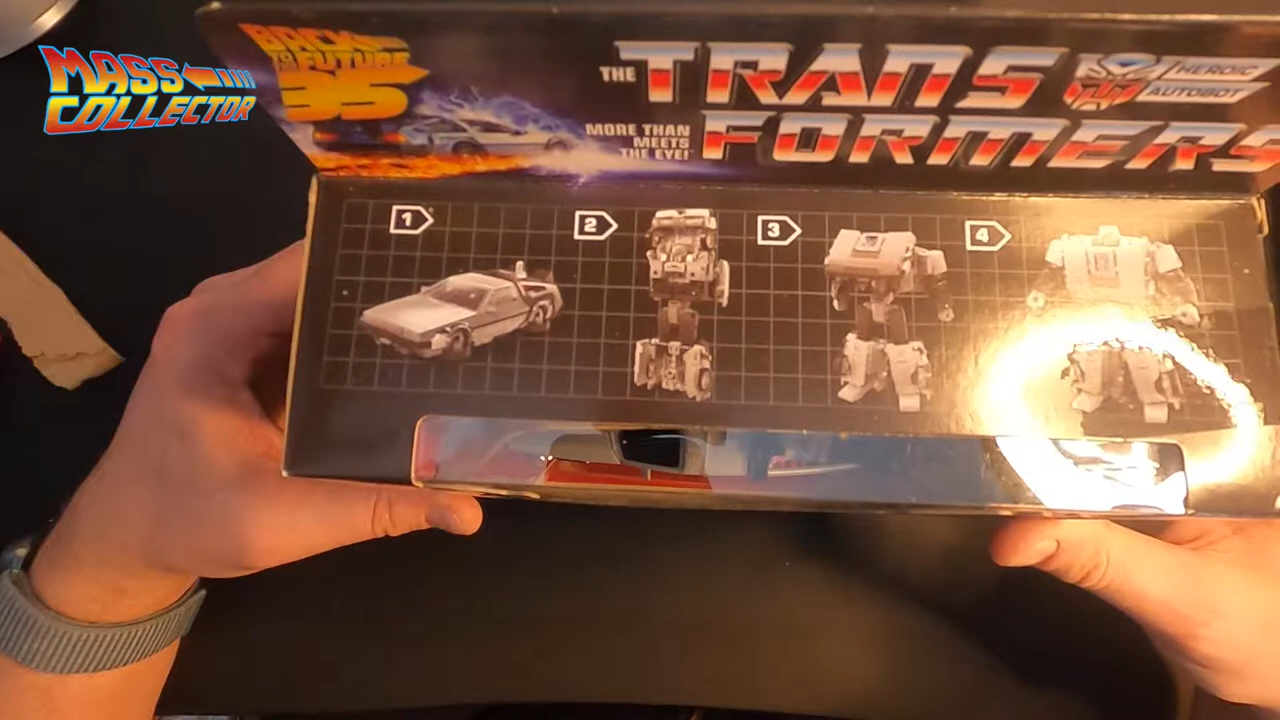 MASS
COLLECTOR
BACK
TO THE FUTURE
35
THE TRANS
FORMERS
MORE THAN
MEETS
THE EYE!
HEROIC
AUTOBOT
1
2
3
4